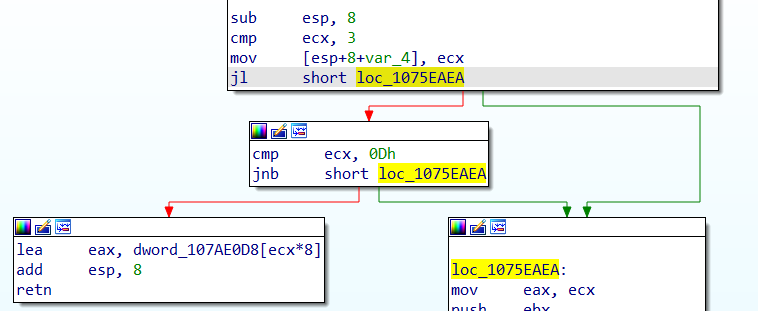 sub esp, 8
cmp ecx, 3
mov [esp+8+var_4], ecx
jl short loc_1075EAEA
cmp ecx, 0Dh
jnb short loc_1075EAEA
lea eax, dword_107AE0D8[ecx*8]
add esp, 8
retn
loc_1075EAEA:
mov eax, ecx
push ebx